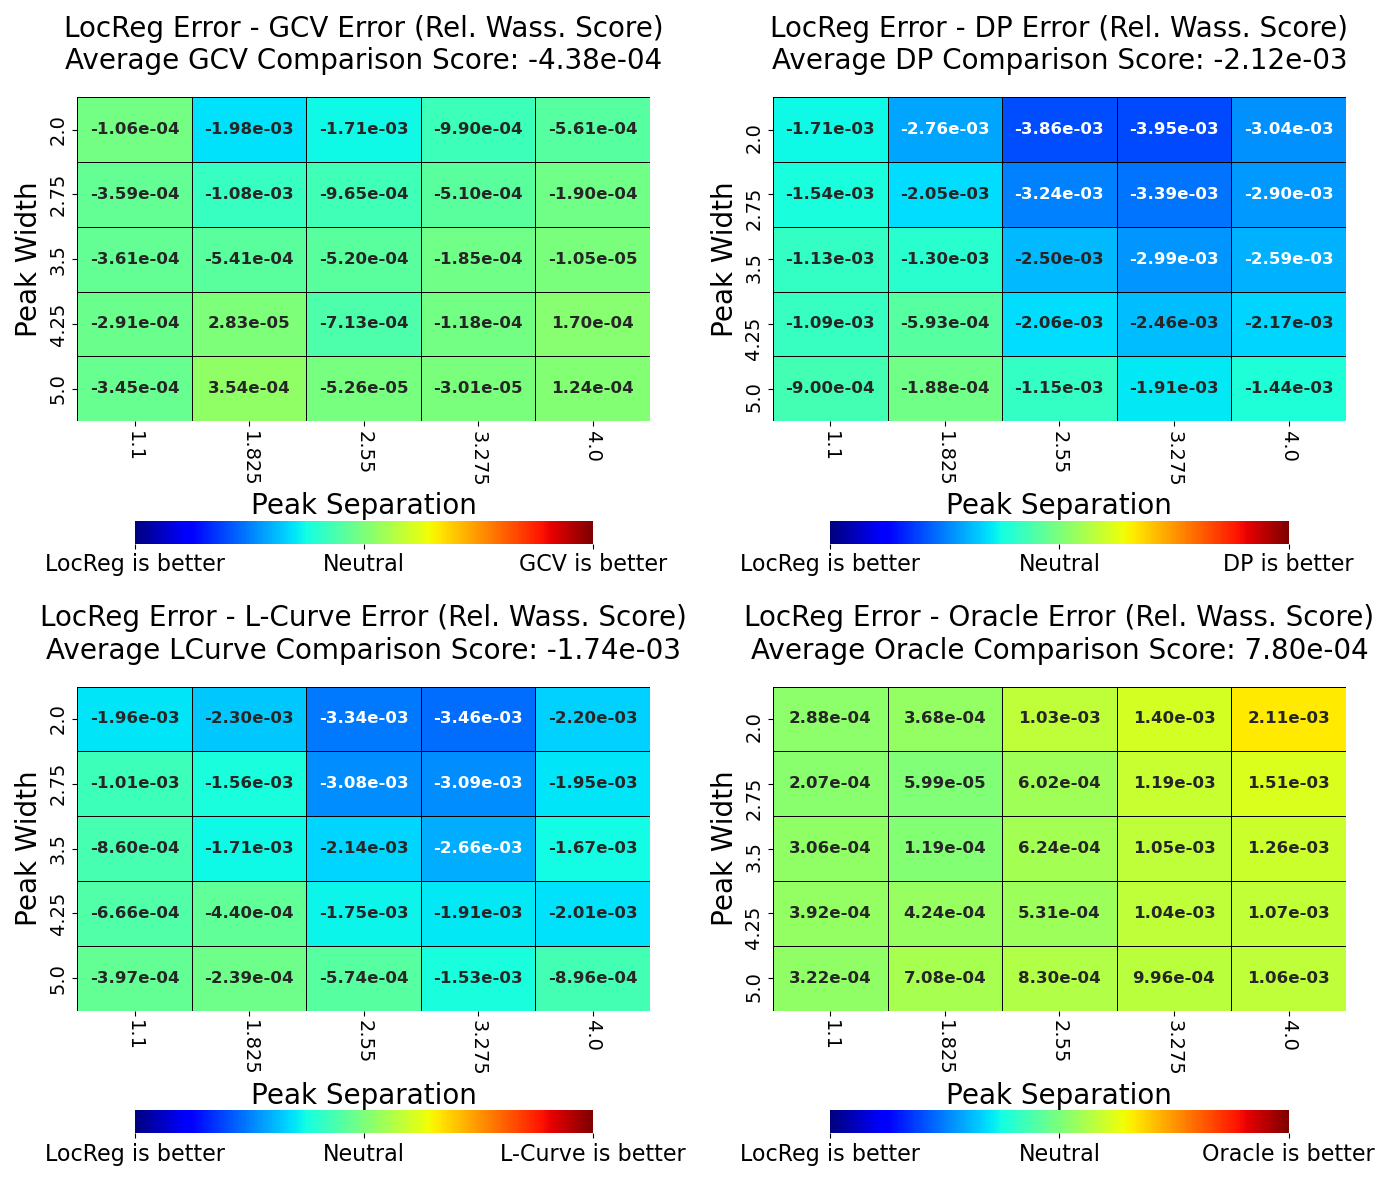 LocReg Error - GCV Error (Rel. Wass. Score)
Average GCV Comparison Score: -4.38e-04
Peak Width
2.0 -1.06e-04 -1.98e-03 -1.71e-03 -9.90e-04 -5.61e-04
2.75 -3.59e-04 -1.08e-03 -9.65e-04 -5.10e-04 -1.90e-04
3.5 -3.61e-04 -5.41e-04 -5.20e-04 -1.85e-04 -1.05e-05
4.25 -2.91e-04 2.83e-05 -7.13e-04 -1.18e-04 1.70e-04
5.0 -3.45e-04 3.54e-04 -5.26e-05 -3.01e-05 1.24e-04
1.1 1.825 2.55 3.275 4.0
Peak Separation
LocReg is better Neutral GCV is better
LocReg Error - DP Error (Rel. Wass. Score)
Average DP Comparison Score: -2.12e-03
Peak Width
2.0 -1.71e-03 -2.76e-03 -3.86e-03 -3.95e-03 -3.04e-03
2.75 -1.54e-03 -2.05e-03 -3.24e-03 -3.39e-03 -2.90e-03
3.5 -1.13e-03 -1.30e-03 -2.50e-03 -2.99e-03 -2.59e-03
4.25 -1.09e-03 -5.93e-04 -2.06e-03 -2.46e-03 -2.17e-03
5.0 -9.00e-04 -1.88e-04 -1.15e-03 -1.91e-03 -1.44e-03
1.1 1.825 2.55 3.275 4.0
Peak Separation
LocReg is better Neutral DP is better
LocReg Error - L-Curve Error (Rel. Wass. Score)
Average LCurve Comparison Score: -1.74e-03
Peak Width
2.0 -1.96e-03 -2.30e-03 -3.34e-03 -3.46e-03 -2.20e-03
2.75 -1.01e-03 -1.56e-03 -3.08e-03 -3.09e-03 -1.95e-03
3.5 -8.60e-04 -1.71e-03 -2.14e-03 -2.66e-03 -1.67e-03
4.25 -6.66e-04 -4.40e-04 -1.75e-03 -1.91e-03 -2.01e-03
5.0 -3.97e-04 -2.39e-04 -5.74e-04 -1.53e-03 -8.96e-04
1.1 1.825 2.55 3.275 4.0
Peak Separation
LocReg is better Neutral L-Curve is better
LocReg Error - Oracle Error (Rel. Wass. Score)
Average Oracle Comparison Score: 7.80e-04
Peak Width
2.0 2.88e-04 3.68e-04 1.03e-03 1.40e-03 2.11e-03
2.75 2.07e-04 5.99e-05 6.02e-04 1.19e-03 1.51e-03
3.5 3.06e-04 1.19e-04 6.24e-04 1.05e-03 1.26e-03
4.25 3.92e-04 4.24e-04 5.31e-04 1.04e-03 1.07e-03
5.0 3.22e-04 7.08e-04 8.30e-04 9.96e-04 1.06e-03
1.1 1.825 2.55 3.275 4.0
Peak Separation
LocReg is better Neutral Oracle is better